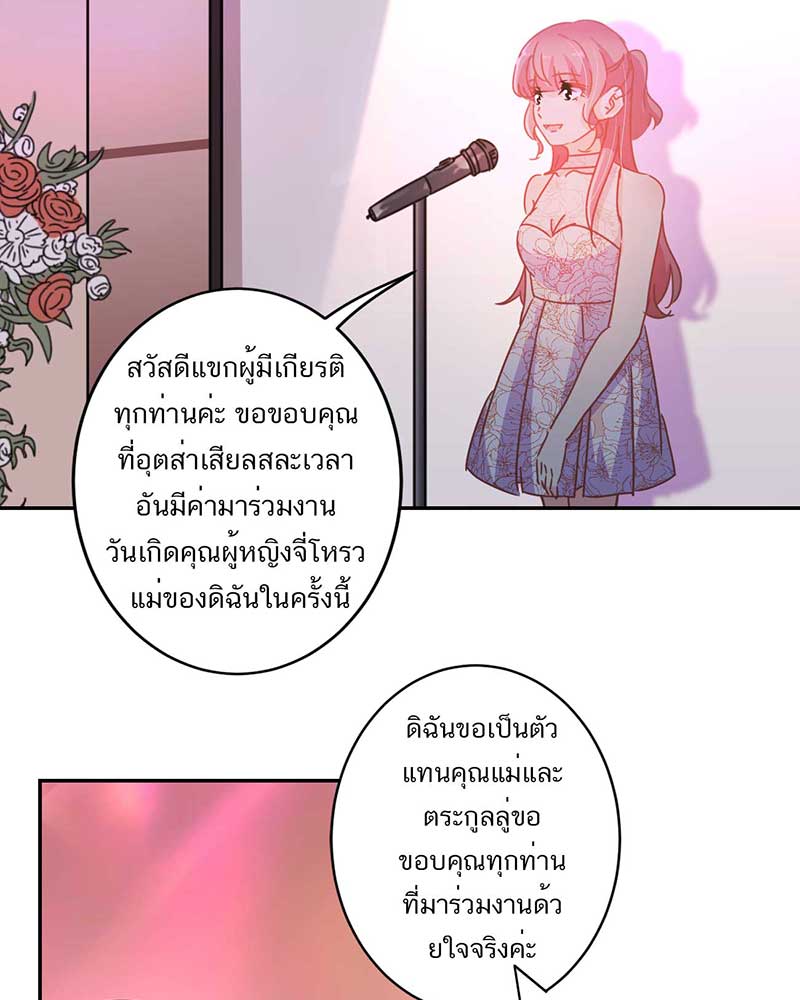 สวัสดีแขกผู้มีเกียรติ
ทุกท่านค่ะ ขอขอบคุณ
ที่อุตส่าเสียลสละเวลา
อันมีค่ามาร่วมงาน
วันเกิดคุณผู้หญิงจี่โหรว
แม่ของดิฉันในครั้งนี้
ดิฉันขอเป็นตัว
แทนคุณแม่และ
ตระกูลลู่ขอ
ขอบคุณทุกท่าน
ที่มาร่วมงานด้ว
ยใจจริงค่ะ